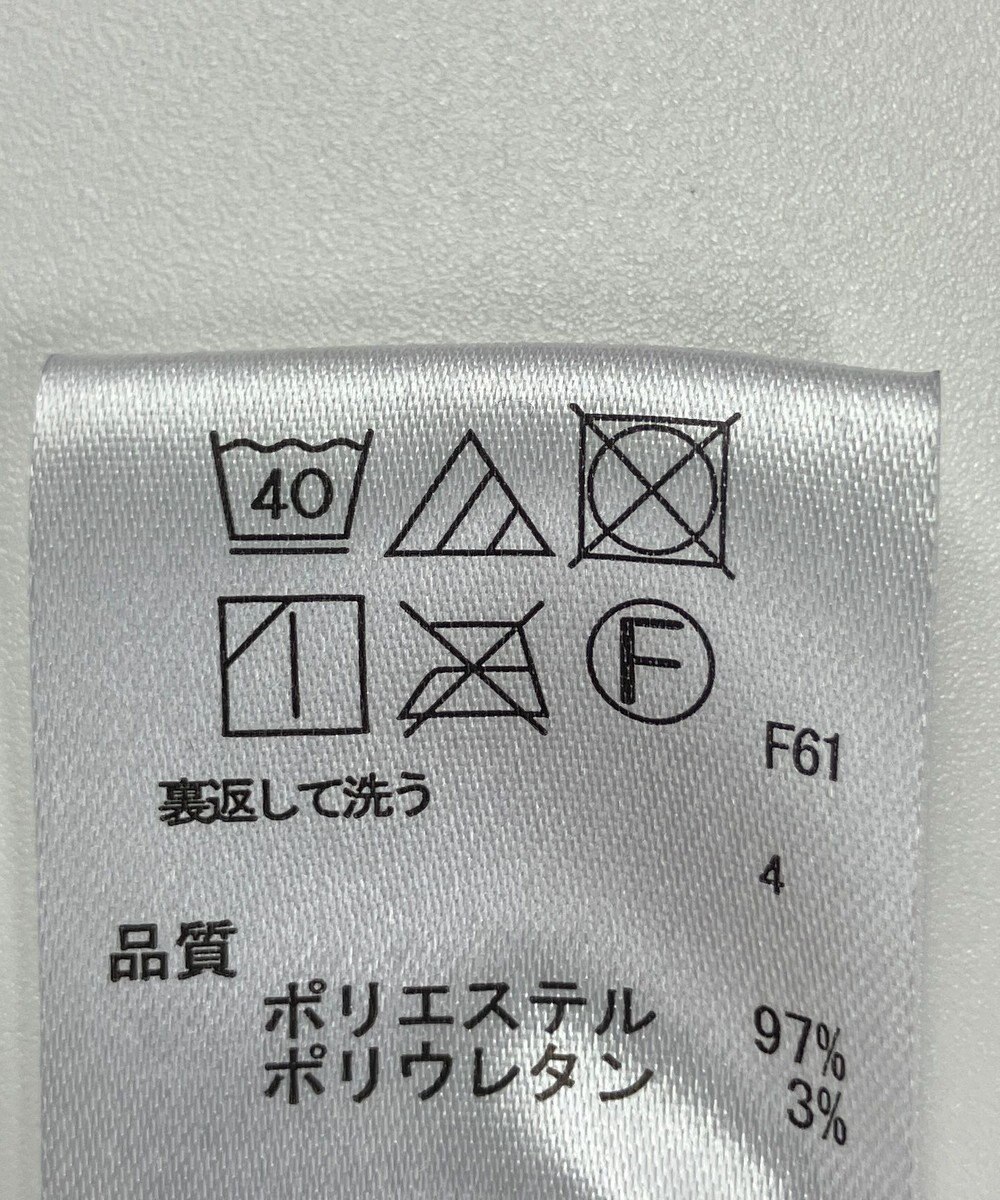 40
F
F61
裏返して洗う
4
品質
ポリエステル 97%
ポリウレタン 3%